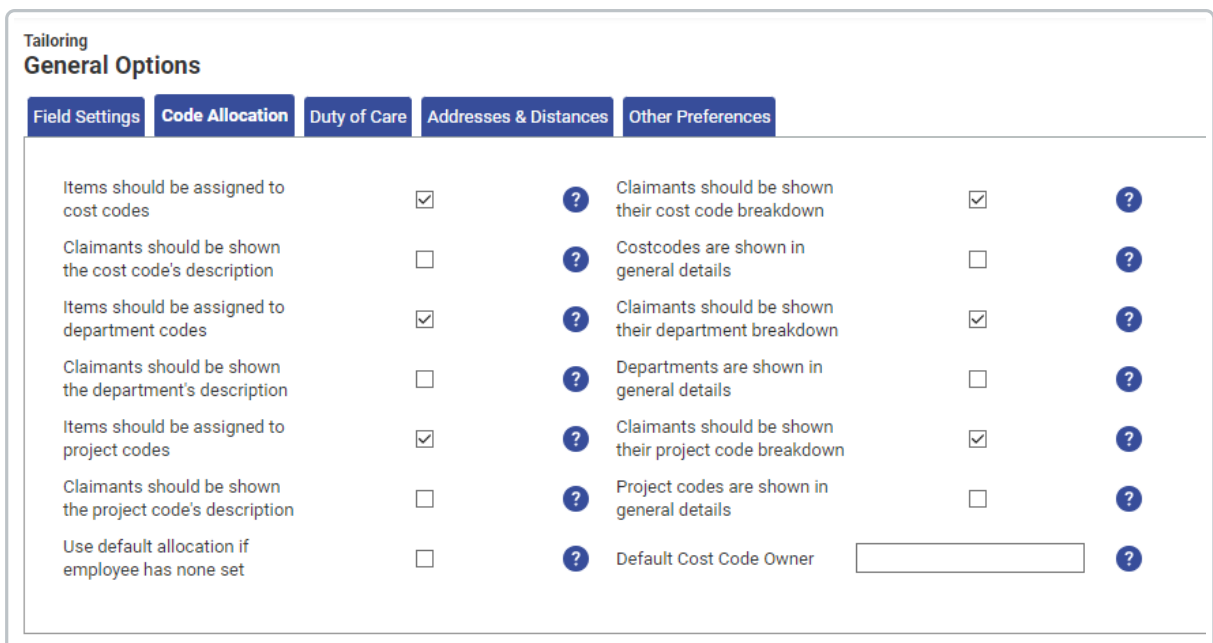 Tailoring
General Options
Field Settings Code Allocation Duty of Care Addresses & Distances Other Preferences
Items should be assigned to
cost codes
?
Claimants should be shown
their cost code breakdown
?
Claimants should be shown
the cost code's description
?
Costcodes are shown in
general details
?
Items should be assigned to
department codes
?
Claimants should be shown
their department breakdown
?
Claimants should be shown
the department's description
?
Departments are shown in
general details
?
Items should be assigned to
project codes
?
Claimants should be shown
their project code breakdown
?
Claimants should be shown
the project code's description
?
Project codes are shown in
general details
?
Use default allocation if
employee has none set
?
Default Cost Code Owner
?